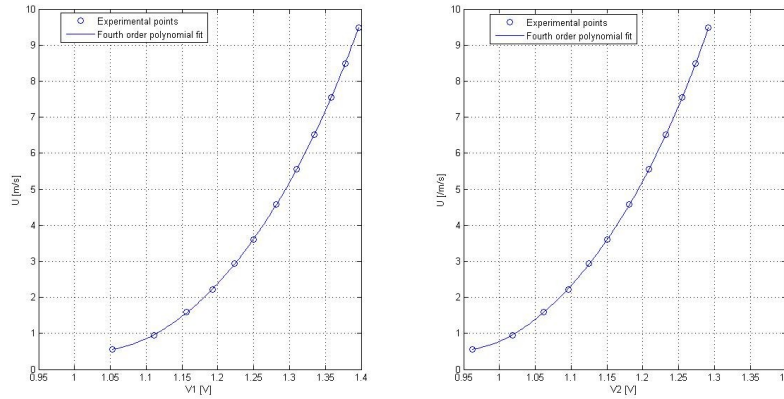 Experimental points
Fourth order polynomial fit
10
9
8
7
6
5
4
3
2
1
0
U [m/s]
0.95 1 1.05 1.1 1.15 1.2 1.25 1.3 1.35 1.4
V1 [V]
Experimental points
Fourth order polynomial fit
10
9
8
7
6
5
4
3
2
1
0
U [/m/s]
0.95 1 1.05 1.1 1.15 1.2 1.25 1.3 1.35 1.4
V2 [V]